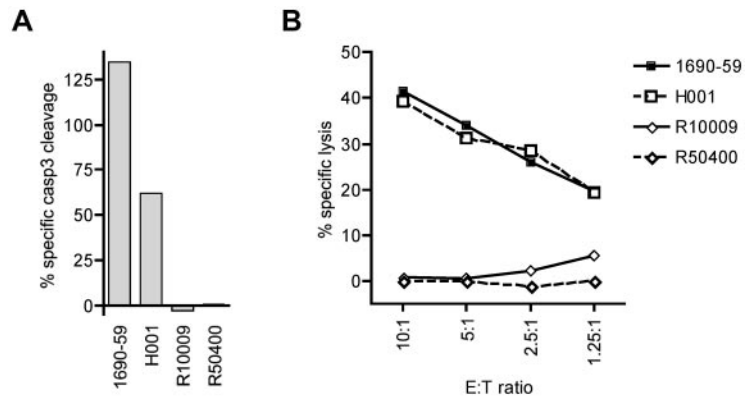 A
% specific casp3 cleavage
125
100
75
50
25
0
1690-59
H001
R10009
R50400
B
% specific lysis
50
40
30
20
10
0
10:1
5:1
2.5:1
1.25:1
E:T ratio
1690-59
H001
R10009
R50400